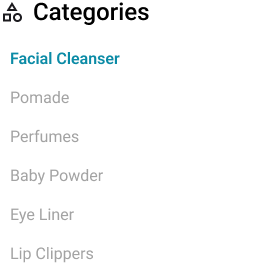 Categories
Facial Cleanser
Pomade
Perfumes
Baby Powder
Eye Liner
Lip Clippers